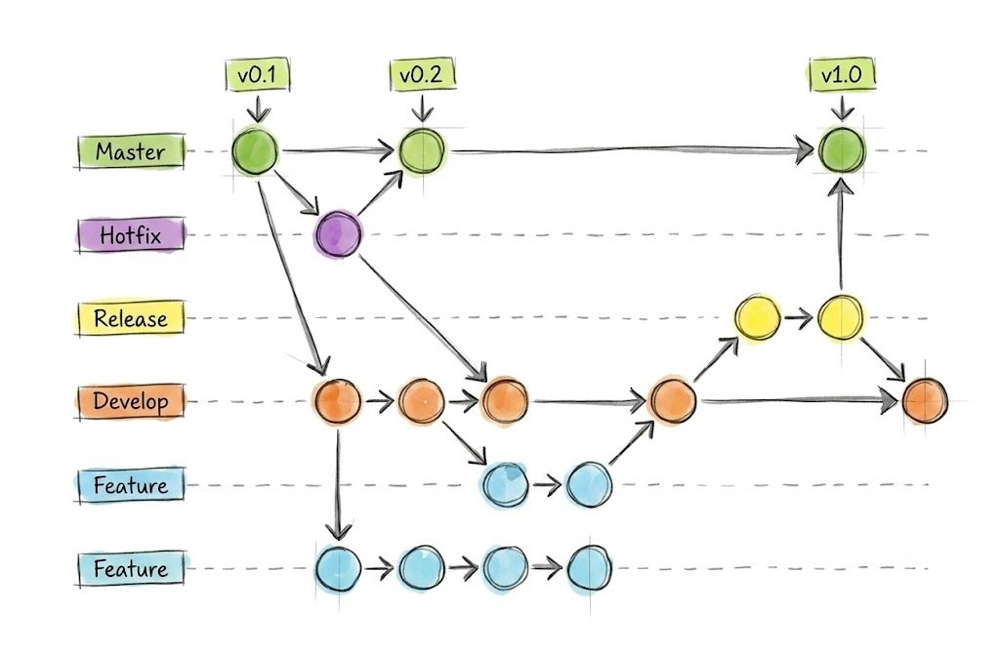 v0.1
v0.2
v1.0
Master
Hotfix
Release
Develop
Feature
Feature